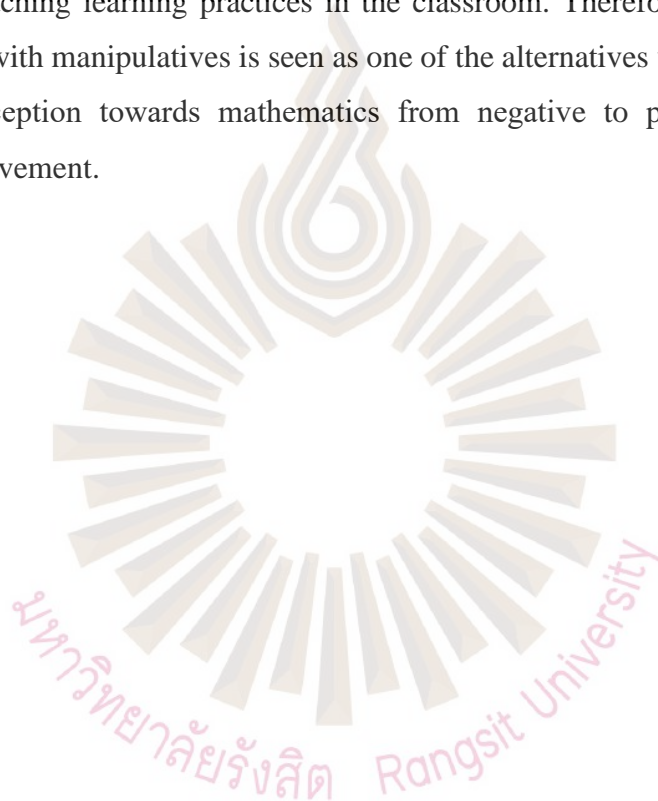 ching learning practices in the classroom. Therefo
with manipulatives is seen as one of the alternatives
ception towards mathematics from negative to p
vement.
มหาวิทยาลัยรังสิต Rangsit University